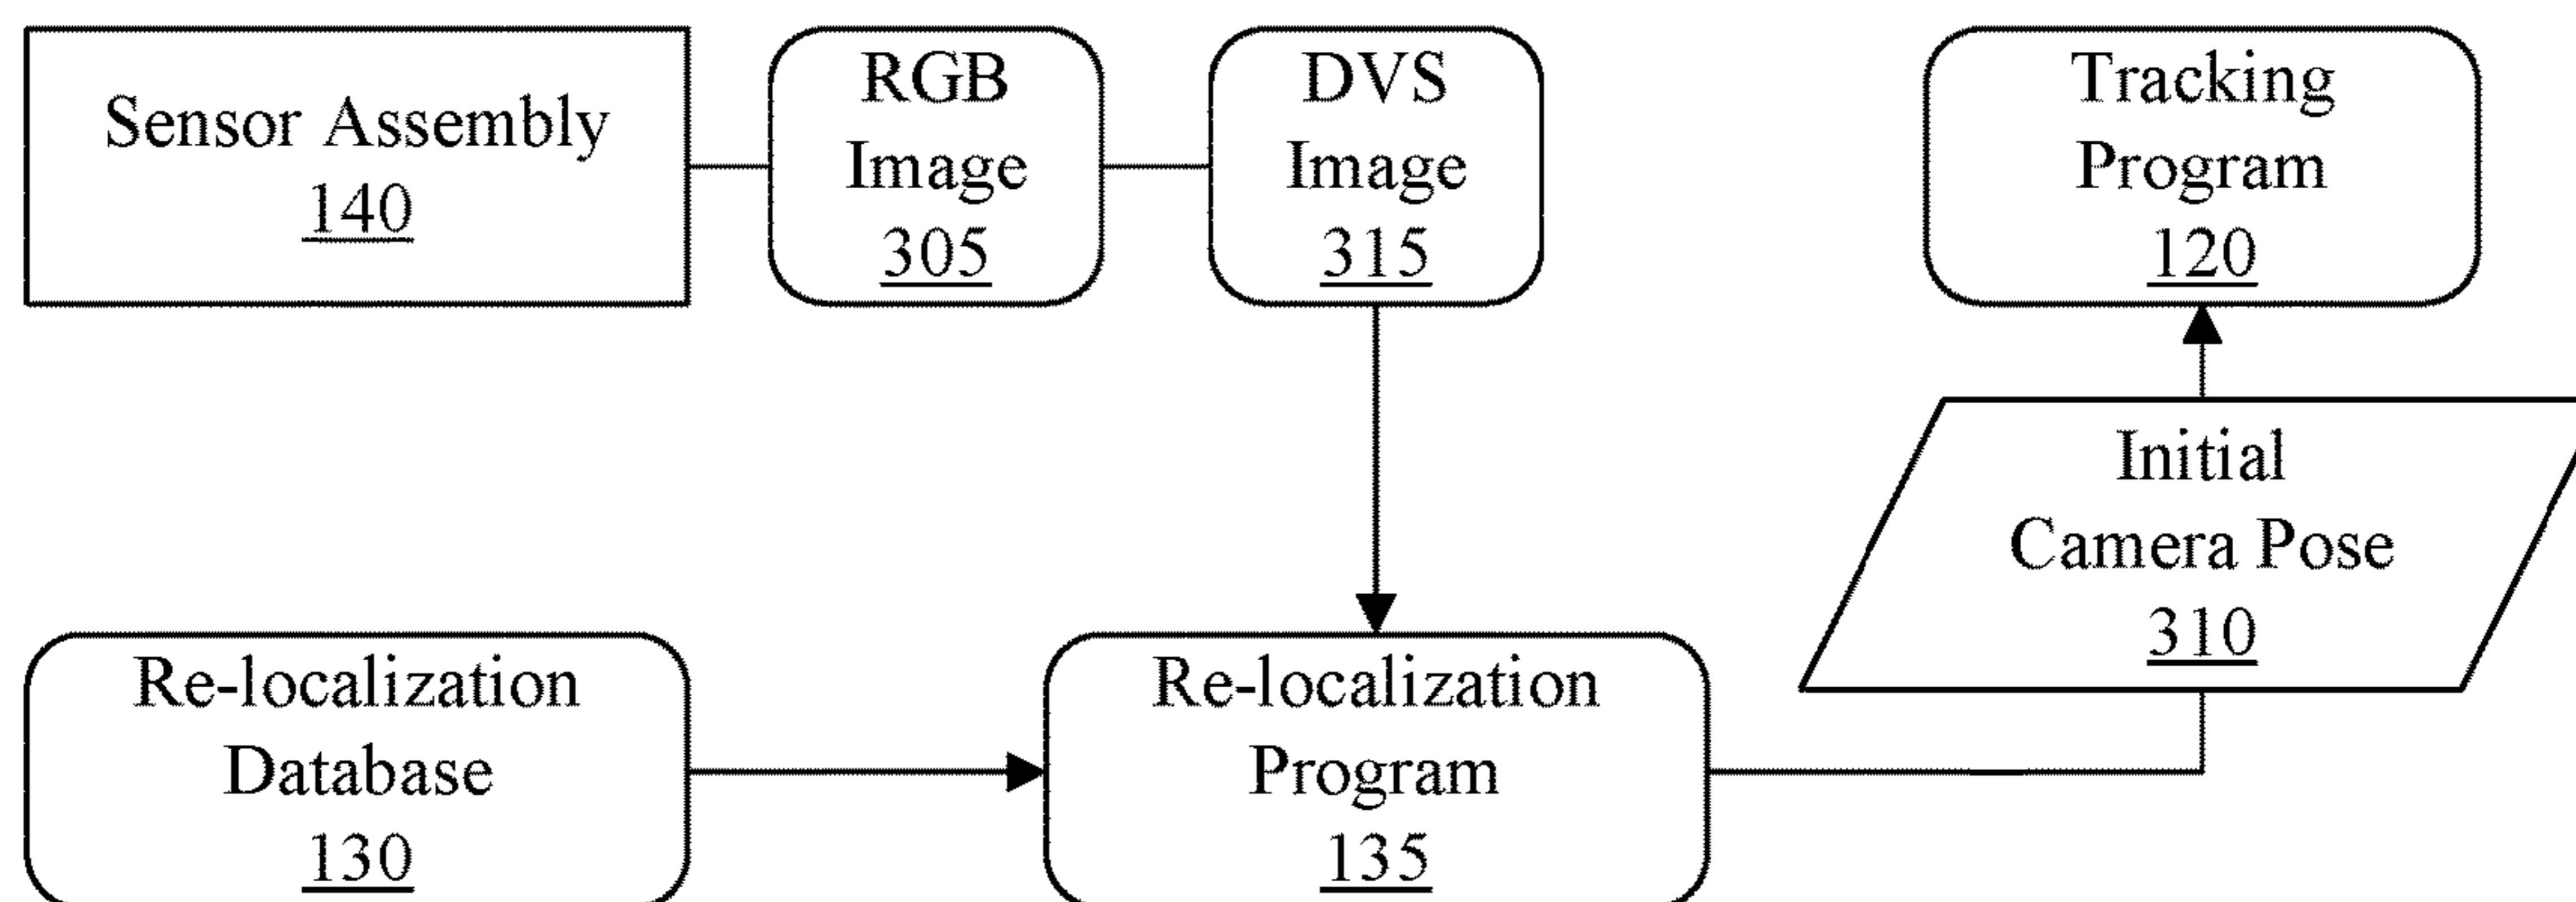 Sensor Assembly
140
RGB
Image
305
DVS
Image
315
Tracking
Program
120
Initial
Camera Pose
310
Re-localization
Database
130
Re-localization
Program
135